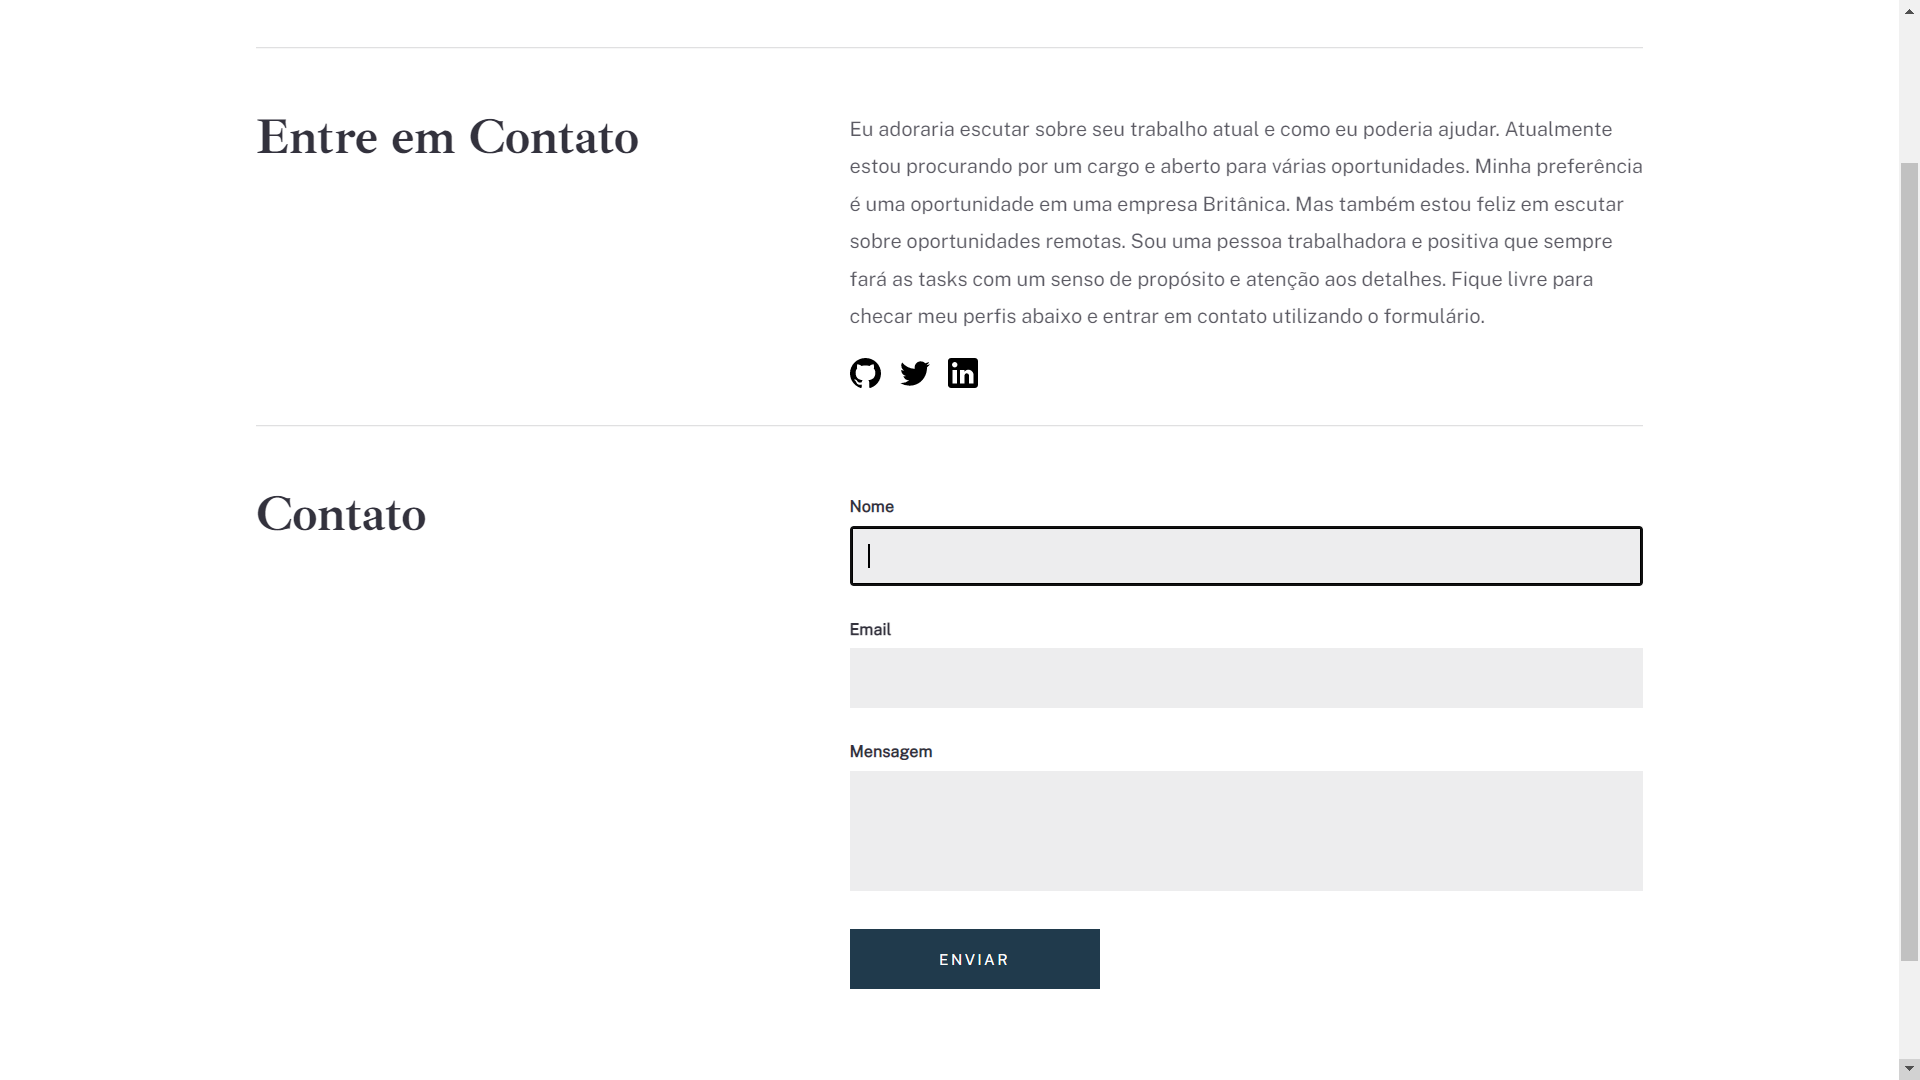 Entre em Contato
Eu adoraria escutar sobre seu trabalho atual e como eu poderia ajudar. Atualmente
estou procurando por um cargo e aberto para várias oportunidades. Minha preferência
é uma oportunidade em uma empresa Britânica. Mas também estou feliz em escutar
sobre oportunidades remotas. Sou uma pessoa trabalhadora e positiva que sempre
fará as tasks com um senso de propósito e atenção aos detalhes. Fique livre para
checar meu perfis abaixo e entrar em contato utilizando o formulário.
Contato
Nome
Email
Mensagem
ENVIAR